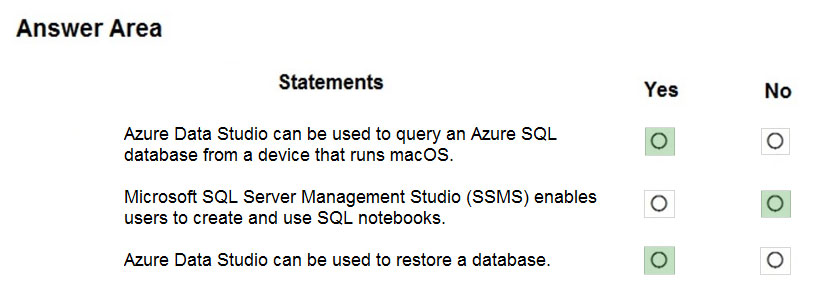 Answer Area
Statements Yes No
Azure Data Studio can be used to query an Azure SQL
database from a device that runs macOS.
Microsoft SQL Server Management Studio (SSMS) enables
users to create and use SQL notebooks.
Azure Data Studio can be used to restore a database.